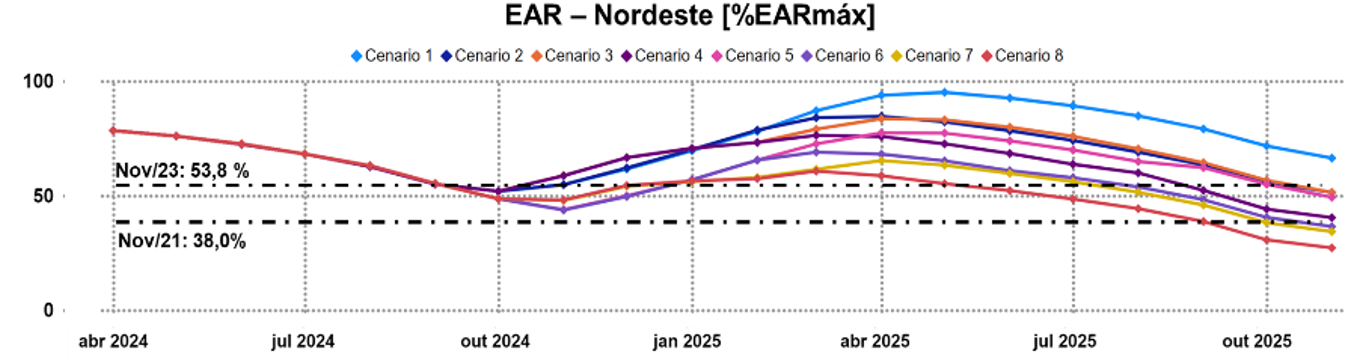 EAR – Nordeste [%EARmáx]
Cenario 1 Cenario 2 Cenario 3 Cenario 4 Cenario 5 Cenario 6 Cenario 7 Cenario 8
100
Nov/23: 53,8 %
50
Nov/21: 38,0%
0
abr 2024 jul 2024 out 2024 jan 2025 abr 2025 jul 2025 out 2025